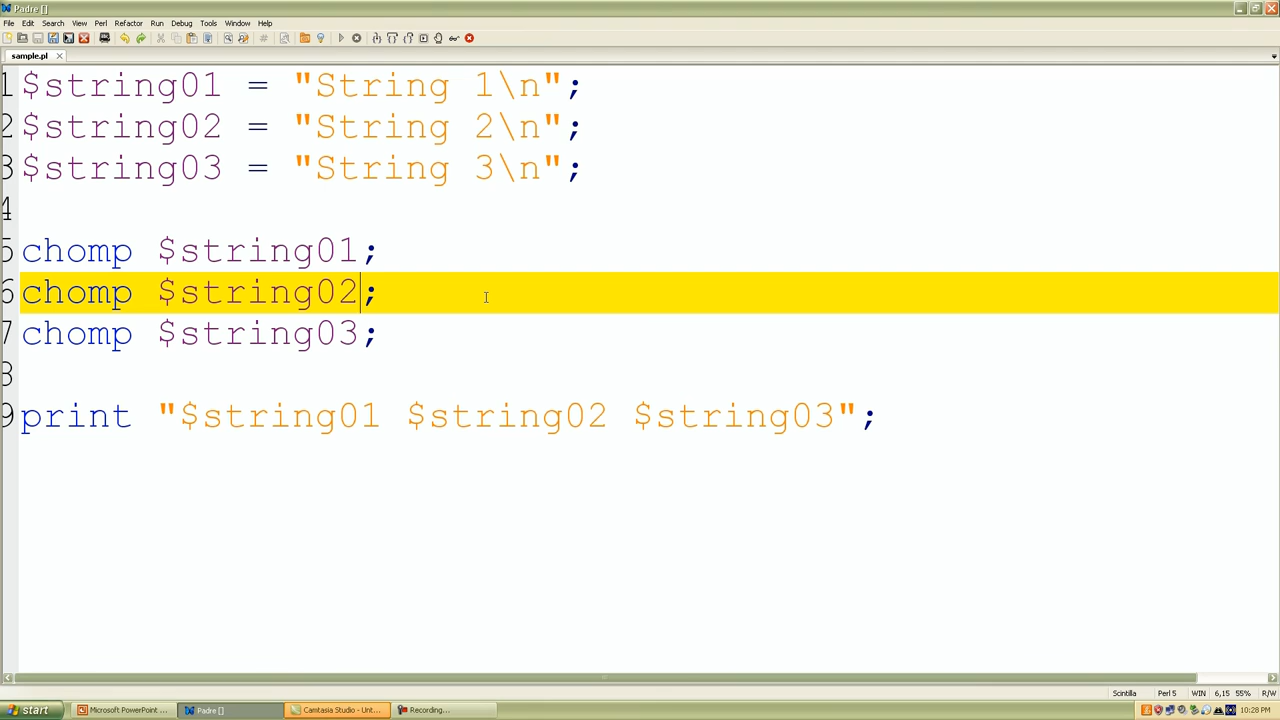 Padre []
File Edit Search View Perl Refactor Run Debug Tools Window Help
sample.pl
1 $string01 = "String 1\n";
2 $string02 = "String 2\n";
3 $string03 = "String 3\n";
4
5 chomp $string01;
6 chomp $string02;
7 chomp $string03;
8
9 print "$string01 $string02 $string03";
Scintilla Perl 5 WIN 6,15 55% R/W
start Microsoft PowerPoint ... Padre [] Camtasia Studio - Unt... Recording... 10:28 PM